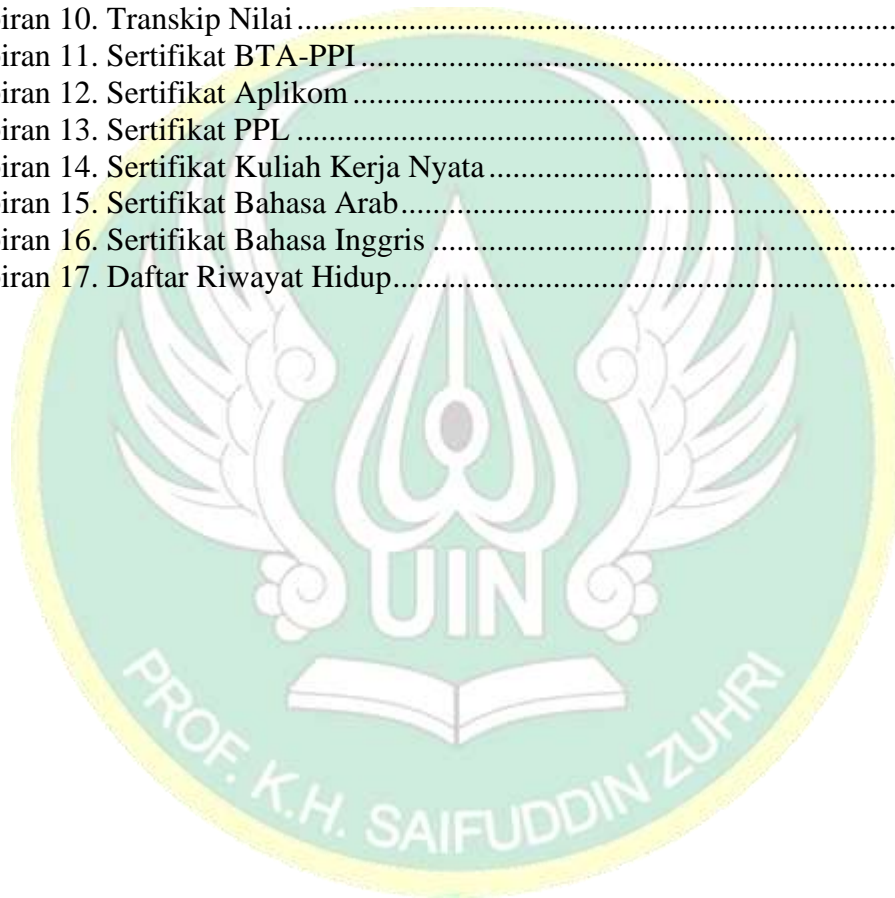 iran 10. Transkip Nilai
iran 11. Sertifikat BTA-PPI
iran 12. Sertifikat Aplikom
iran 13. Sertifikat PPL
iran 14. Sertifikat Kuliah Kerja Nyata
iran 15. Sertifikat Bahasa Arab
iran 16. Sertifikat Bahasa Inggris
iran 17. Daftar Riwayat Hidup
UIN
PROF. K.H. SAIFUDDIN ZUHRI